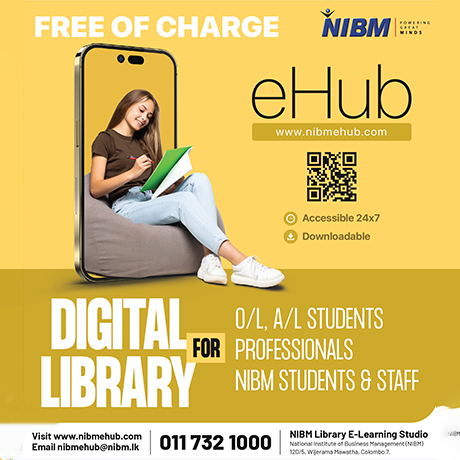 FREE OF CHARGE
NIBM
POWERING
GREAT
MINDS
eHub
www.nibmehub.com
Accessible 24x7
Downloadable
DIGITAL
LIBRARY
FOR
O/L, A/L STUDENTS
PROFESSIONALS
NIBM STUDENTS & STAFF
Visit www.nibmehub.com
Email nibmehub@nibm.lk
011 732 1000
NIBM Library E-Learning Studio
National Institute of Business Management (NIBM)
120/5, Wijerama Mawatha, Colombo 7.